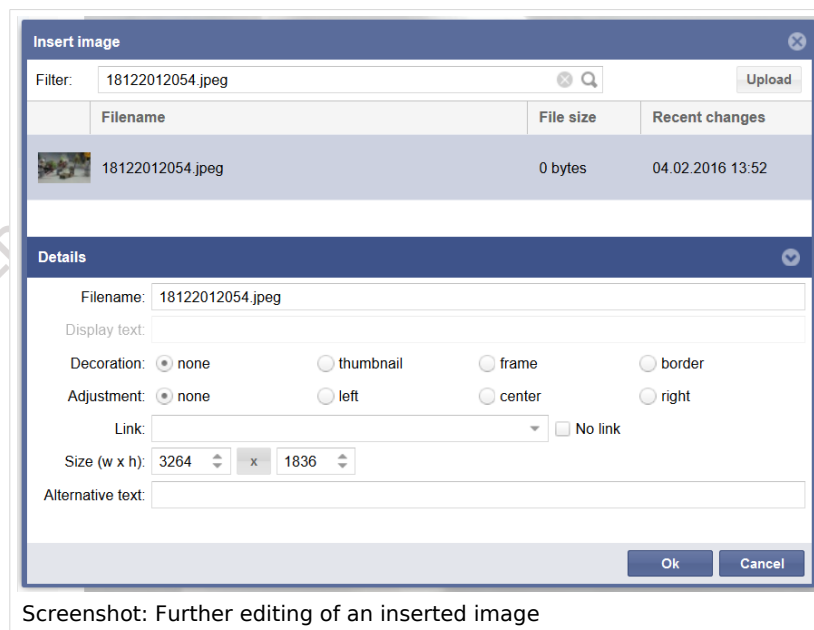 Insert image
Filter: 18122012054.jpeg Upload
Filename File size Recent changes
18122012054.jpeg 0 bytes 04.02.2016 13:52
Details
Filename: 18122012054.jpeg
Display text:
Decoration: none thumbnail frame border
Adjustment: none left center right
Link: No link
Size (w x h): 3264 x 1836
Alternative text:
Ok Cancel
Screenshot: Further editing of an inserted image